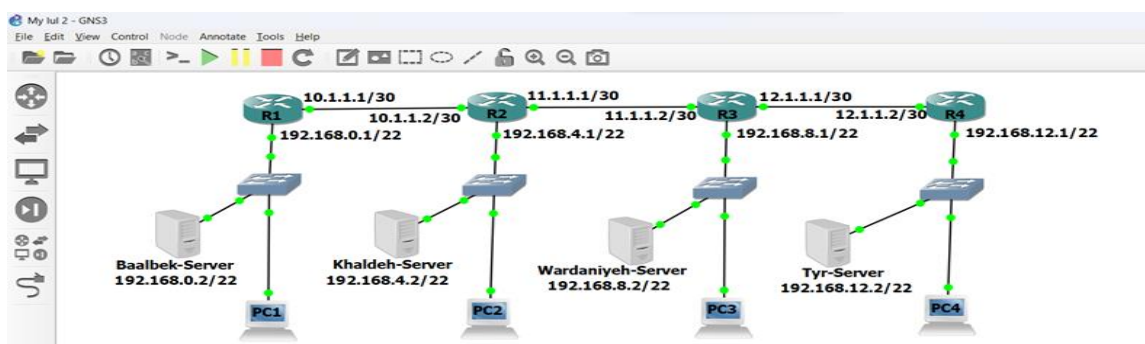 My lul 2 - GNS3
File Edit View Control Node Annotate Tools Help
10.1.1.1/30
11.1.1.1/30
12.1.1.1/30
R1
10.1.1.2/30
R2
11.1.1.2/30
R3
12.1.1.2/30
R4
192.168.0.1/22
192.168.4.1/22
192.168.8.1/22
192.168.12.1/22
Baalbek-Server
192.168.0.2/22
Khaldeh-Server
192.168.4.2/22
Wardaniyeh-Server
192.168.8.2/22
Tyr-Server
192.168.12.2/22
PC1
PC2
PC3
PC4